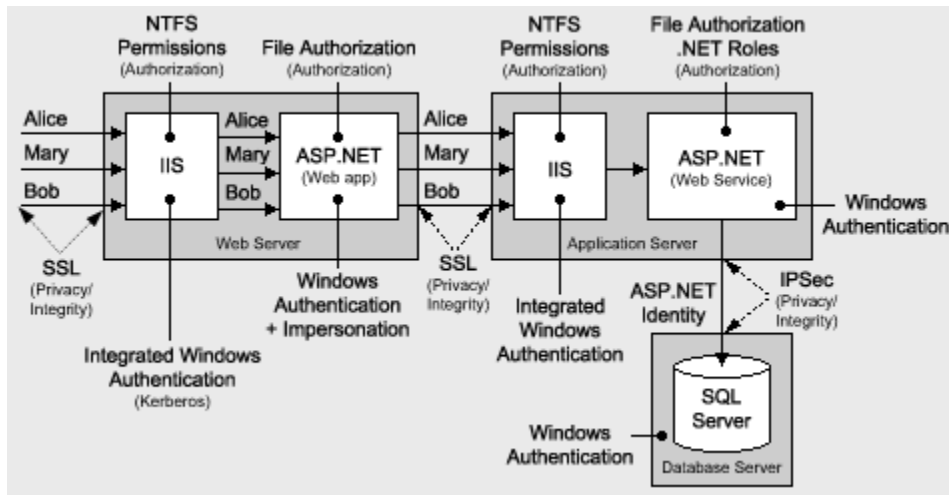 NTFS
Permissions
(Authorization)
File Authorization
(Authorization)
NTFS
Permissions
(Authorization)
File Authorization
.NET Roles
(Authorization)
Alice
Mary
Bob
IIS
Alice
Mary
Bob
ASP.NET
(Web app)
Alice
Mary
Bob
IIS
ASP.NET
(Web Service)
Web Server
Application Server
Windows
Authentication
SSL
(Privacy/
Integrity)
Windows
Authentication
+ Impersonation
SSL
(Privacy/
Integrity)
Integrated
Windows
Authentication
ASP.NET
Identity
IPSec
(Privacy/
Integrity)
Integrated Windows
Authentication
(Kerberos)
SQL
Server
Windows
Authentication
Database Server